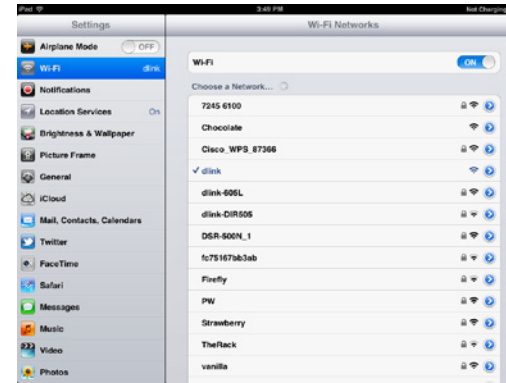 iPad
3:49 PM
Not Charging
Settings
Wi-Fi Networks
Airplane Mode
OFF
Wi-Fi
dlink
Notifications
Location Services
On
Brightness & Wallpaper
Picture Frame
General
iCloud
Mail, Contacts, Calendars
Twitter
FaceTime
Safari
Messages
Music
Video
Photos
Wi-Fi
ON
Choose a Network...
7245 6100
Chocolate
Cisco_WPS_87366
✓ dlink
dlink-605L
dlink-DIR505
DSR-500N_1
fc75167bb3ab
Firefly
PW
Strawberry
TheRack
vanilla